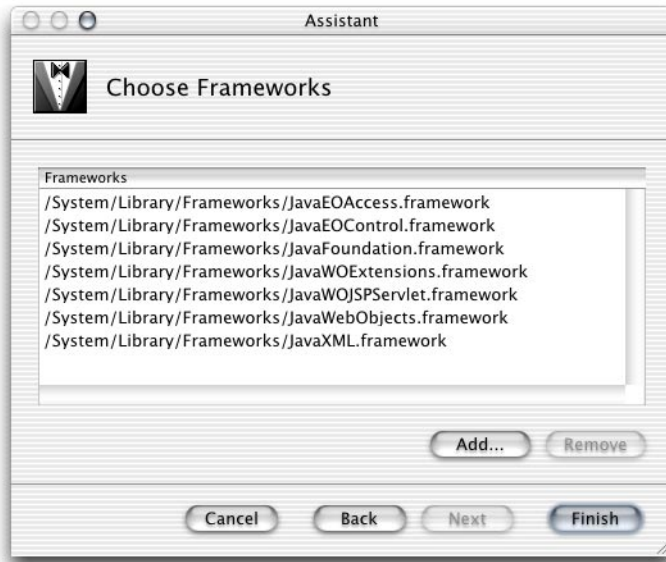 Assistant
Choose Frameworks
Frameworks
/System/Library/Frameworks/JavaEOAccess.framework
/System/Library/Frameworks/JavaEOControl.framework
/System/Library/Frameworks/JavaFoundation.framework
/System/Library/Frameworks/JavaWOExtensions.framework
/System/Library/Frameworks/JavaWOJSPServlet.framework
/System/Library/Frameworks/JavaWebObjects.framework
/System/Library/Frameworks/JavaXML.framework
Add... Remove
Cancel Back Next Finish